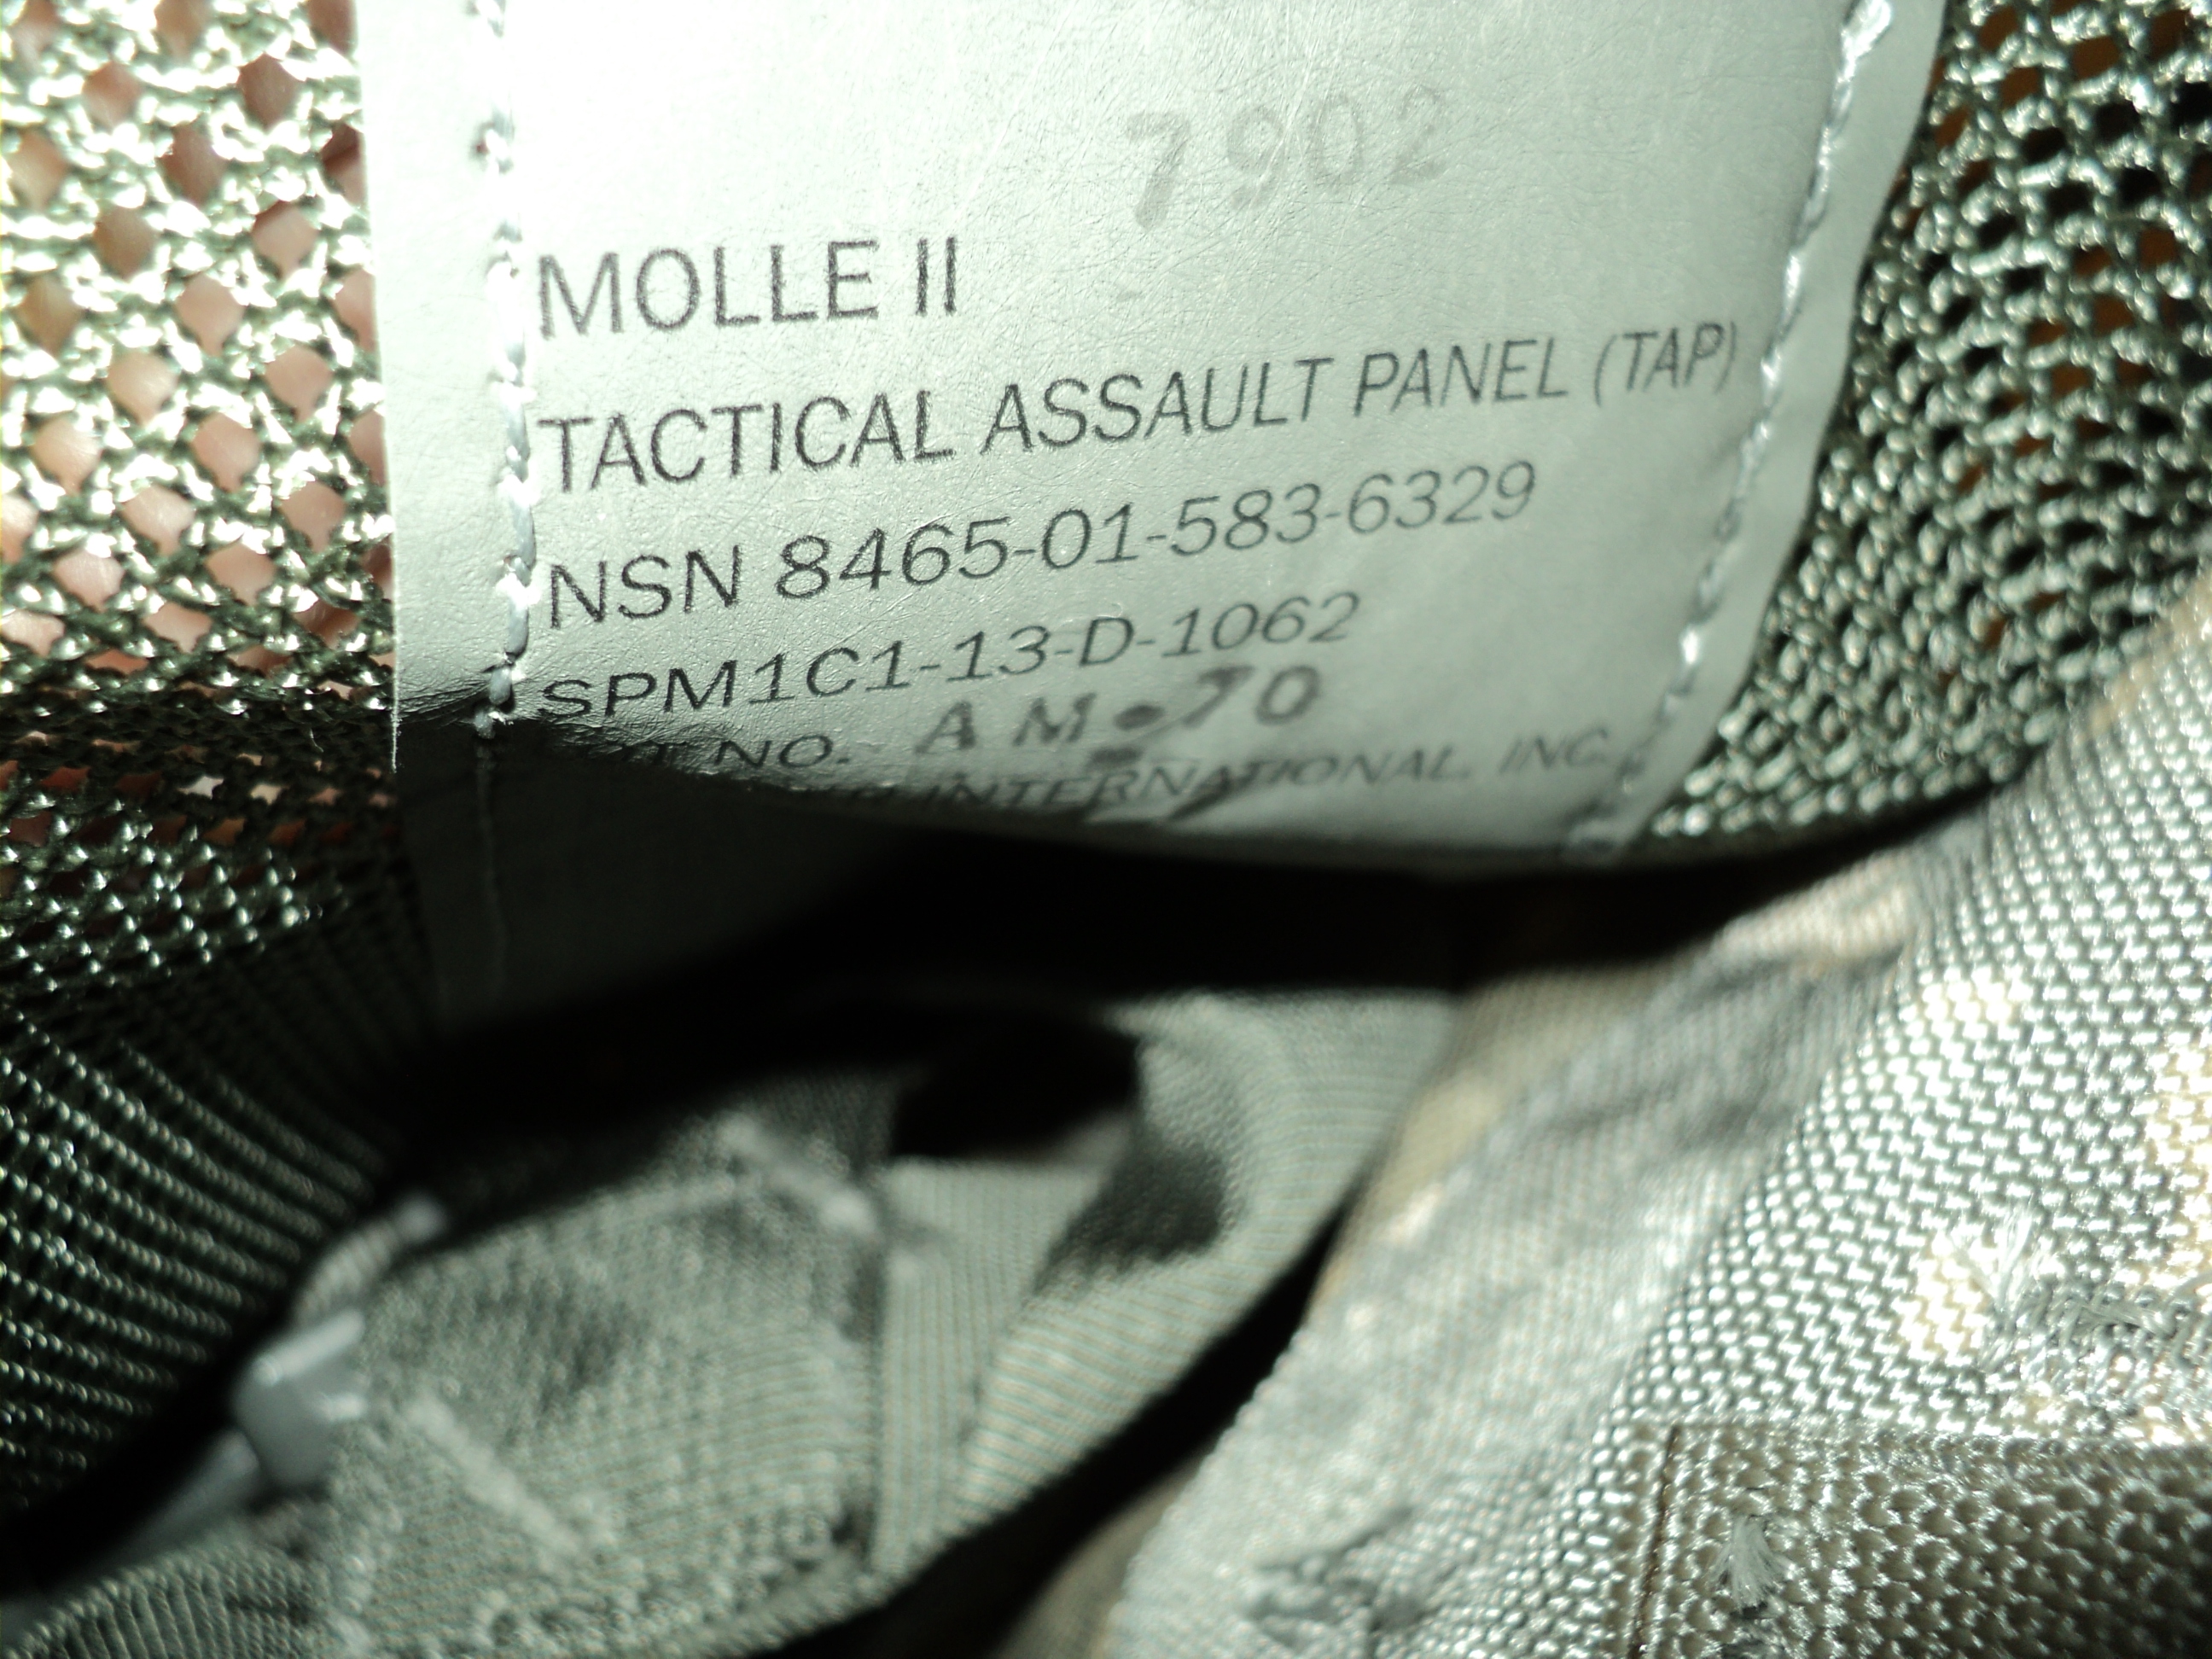 7902
MOLLE II
TACTICAL ASSAULT PANEL (TAP)
NSN 8465-01-583-6329
SPM1C1-13-D-1062
NO. AM-70
INTERNATIONAL, INC.